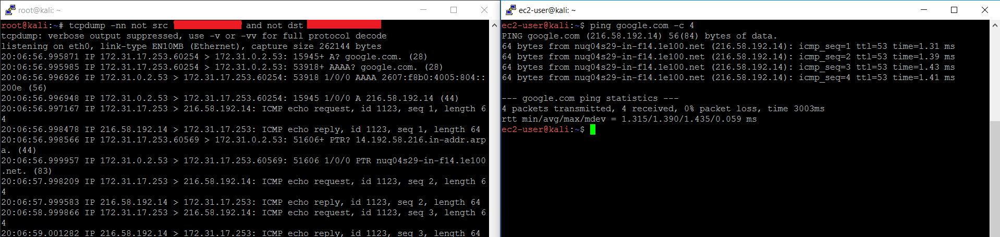 root@kali: ~
root@kali:~# tcpdump -nn not src and not dst
tcpdump: verbose output suppressed, use -v or -vv for full protocol decode
listening on eth0, link-type EN10MB (Ethernet), capture size 262144 bytes
20:06:56.995871 IP 172.31.17.253.60254 > 172.31.0.2.53: 15945+ A? google.com. (28)
20:06:56.995985 IP 172.31.17.253.60254 > 172.31.0.2.53: 53918+ AAAA? google.com. (28)
20:06:56.996926 IP 172.31.0.2.53 > 172.31.17.253.60254: 53918 1/0/0 AAAA 2607:f8b0:4005:804::
200e (56)
20:06:56.996948 IP 172.31.0.2.53 > 172.31.17.253.60254: 15945 1/0/0 A 216.58.192.14 (44)
20:06:56.997167 IP 172.31.17.253 > 216.58.192.14: ICMP echo request, id 1123, seq 1, length 6
4
20:06:56.998478 IP 216.58.192.14 > 172.31.17.253: ICMP echo reply, id 1123, seq 1, length 64
20:06:56.998566 IP 172.31.17.253.60569 > 172.31.0.2.53: 51606+ PTR? 14.192.58.216.in-addr.arp
a. (44)
20:06:56.999957 IP 172.31.0.2.53 > 172.31.17.253.60569: 51606 1/0/0 PTR nuq04s29-in-f14.1e100
.net. (83)
20:06:57.998209 IP 172.31.17.253 > 216.58.192.14: ICMP echo request, id 1123, seq 2, length 6
4
20:06:57.999583 IP 216.58.192.14 > 172.31.17.253: ICMP echo reply, id 1123, seq 2, length 64
20:06:58.999866 IP 172.31.17.253 > 216.58.192.14: ICMP echo request, id 1123, seq 3, length 6
4
20:06:59.001282 IP 216.58.192.14 > 172.31.17.253: ICMP echo reply, id 1123, seq 3, length 64
ec2-user@kali: ~
ec2-user@kali:~$ ping google.com -c 4
PING google.com (216.58.192.14) 56(84) bytes of data.
64 bytes from nuq04s29-in-f14.1e100.net (216.58.192.14): icmp_seq=1 ttl=53 time=1.31 ms
64 bytes from nuq04s29-in-f14.1e100.net (216.58.192.14): icmp_seq=2 ttl=53 time=1.39 ms
64 bytes from nuq04s29-in-f14.1e100.net (216.58.192.14): icmp_seq=3 ttl=53 time=1.43 ms
64 bytes from nuq04s29-in-f14.1e100.net (216.58.192.14): icmp_seq=4 ttl=53 time=1.41 ms
--- google.com ping statistics ---
4 packets transmitted, 4 received, 0% packet loss, time 3003ms
rtt min/avg/max/mdev = 1.315/1.390/1.435/0.059 ms
ec2-user@kali:~$